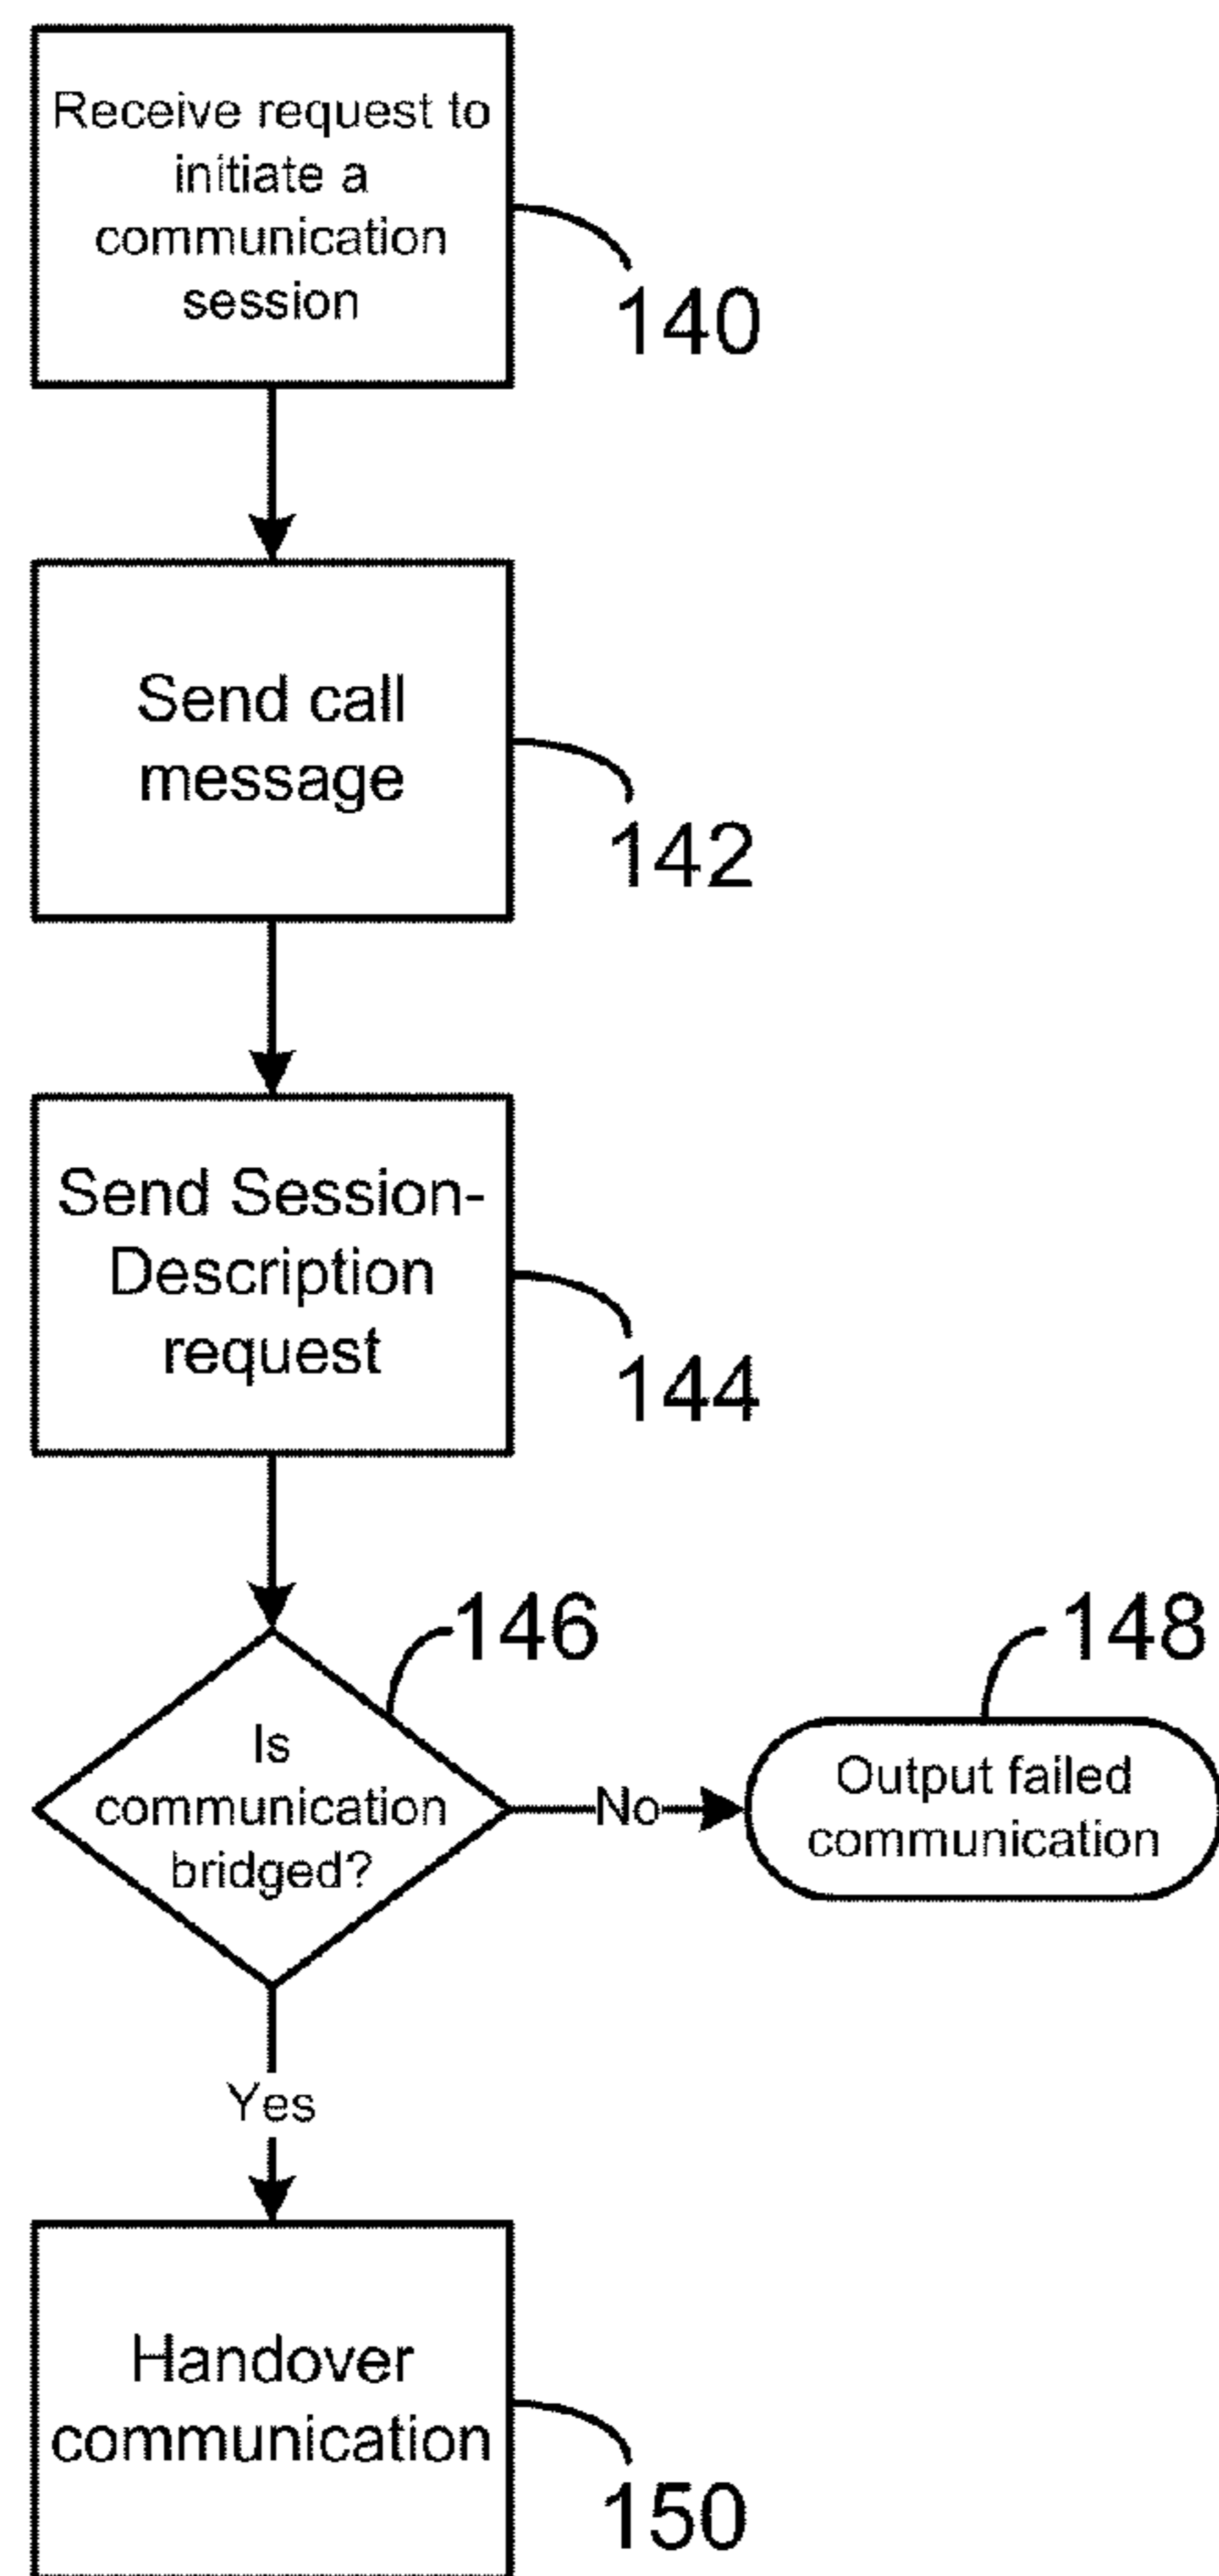 Receive request to
initiate a
communication
session
140
Send call
message
142
Send Session-
Description
request
144
146
Is
communication
bridged?
No
148
Output failed
communication
Yes
Handover
communication
150